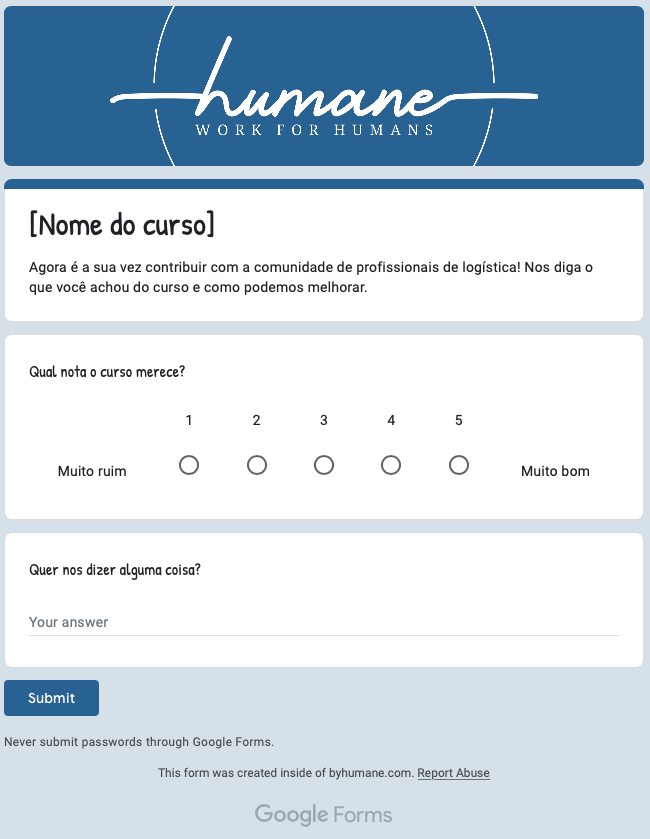 humane
WORK FOR HUMANS
[Nome do curso]
Agora é a sua vez contribuir com a comunidade de profissionais de logística! Nos diga o
que você achou do curso e como podemos melhorar.
Qual nota o curso merece?
1 2 3 4 5
Muito ruim Muito bom
Quer nos dizer alguma coisa?
Your answer
Submit
Never submit passwords through Google Forms.
This form was created inside of byhumane.com. Report Abuse
Google Forms